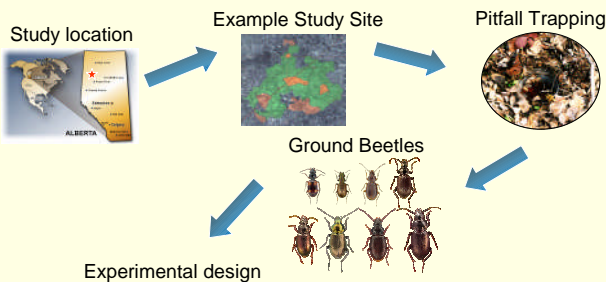 Study location
Example Study Site
Pitfall Trapping
ALBERTA
Ground Beetles
Experimental design